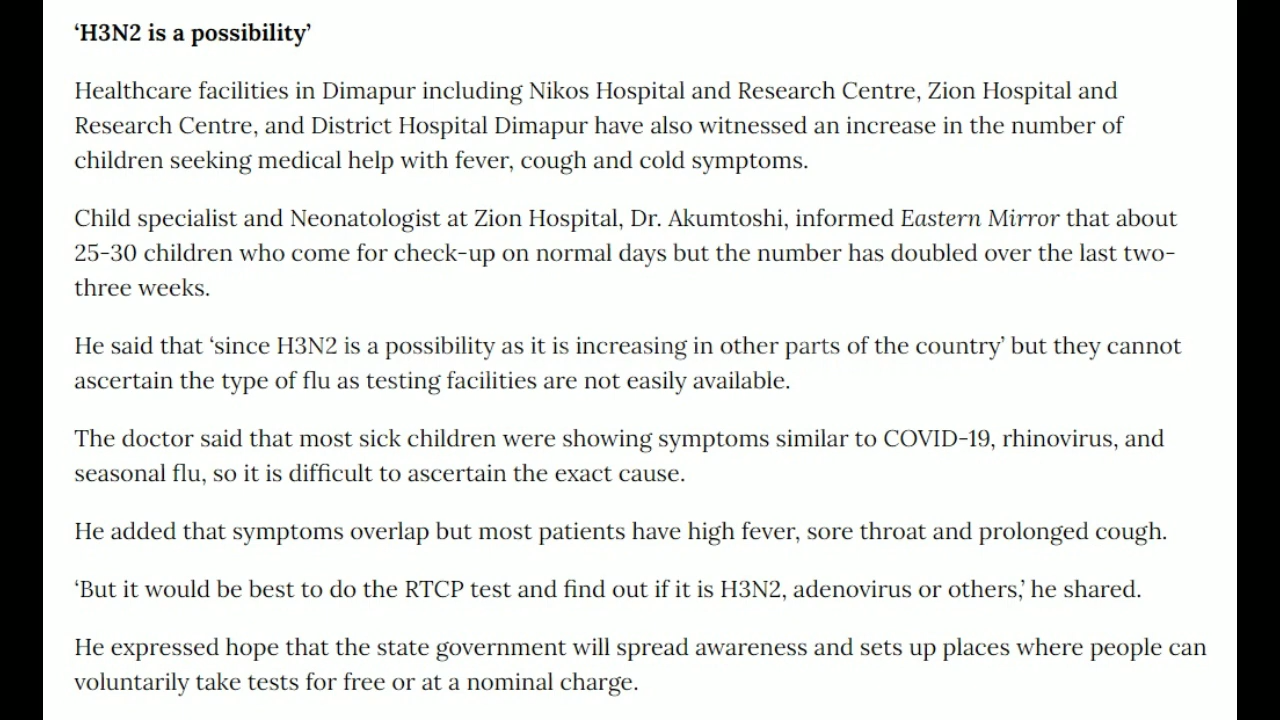 ‘H3N2 is a possibility’
Healthcare facilities in Dimapur including Nikos Hospital and Research Centre, Zion Hospital and
Research Centre, and District Hospital Dimapur have also witnessed an increase in the number of
children seeking medical help with fever, cough and cold symptoms.
Child specialist and Neonatologist at Zion Hospital, Dr. Akumtoshi, informed Eastern Mirror that about
25-30 children who come for check-up on normal days but the number has doubled over the last two-
three weeks.
He said that ‘since H3N2 is a possibility as it is increasing in other parts of the country’ but they cannot
ascertain the type of flu as testing facilities are not easily available.
The doctor said that most sick children were showing symptoms similar to COVID-19, rhinovirus, and
seasonal flu, so it is difficult to ascertain the exact cause.
He added that symptoms overlap but most patients have high fever, sore throat and prolonged cough.
‘But it would be best to do the RTCP test and find out if it is H3N2, adenovirus or others,’ he shared.
He expressed hope that the state government will spread awareness and sets up places where people can
voluntarily take tests for free or at a nominal charge.